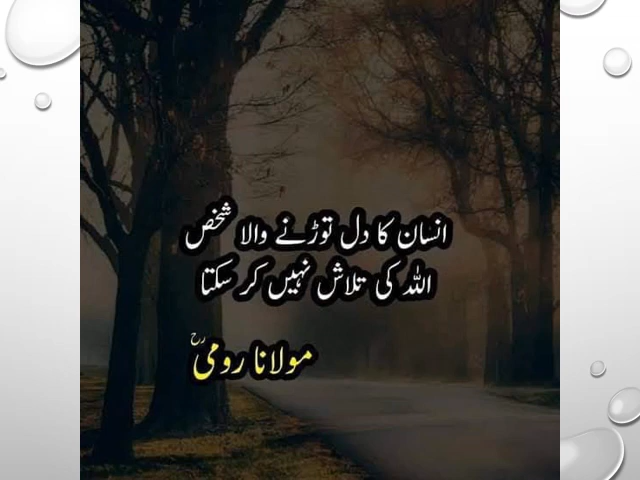 انسان کا دل توڑنے والا شخص
اللہ کی تلاش نہیں کر سکتا
مولانا رومیؒ